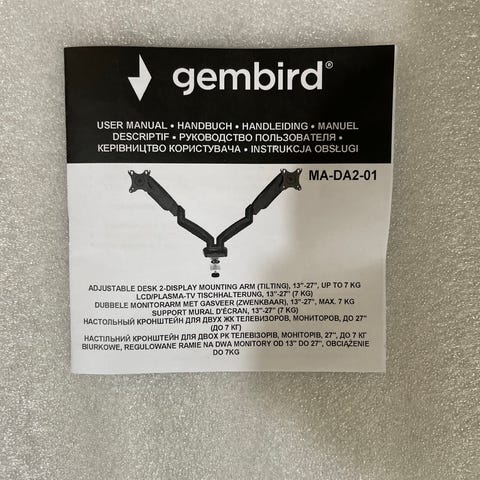 gembird®
USER MANUAL • HANDBUCH • HANDLEIDING • MANUEL
DESCRIPTIF • РУКОВОДСТВО ПОЛЬЗОВАТЕЛЯ •
КЕРІВНИЦТВО КОРИСТУВАЧА • INSTRUKCJA OBSŁUGI
MA-DA2-01
ADJUSTABLE DESK 2-DISPLAY MOUNTING ARM (TILTING), 13"-27", UP TO 7 KG
LCD/PLASMA-TV TISCHHALTERUNG, 13"-27" (7 KG)
DUBBELE MONITORARM MET GASVEER (ZWENKBAAR), 13"-27", MAX. 7 KG
SUPPORT MURAL D'ÉCRAN, 13"-27" (7 KG)
НАСТОЛЬНЫЙ КРОНШТЕЙН ДЛЯ ДВУХ ЖК ТЕЛЕВИЗОРОВ, МОНИТОРОВ, ДО 27"
(ДО 7 КГ)
НАСТІЛЬНИЙ КРОНШТЕЙН ДЛЯ ДВОХ РК ТЕЛЕВІЗОРІВ, МОНІТОРІВ, 27", ДО 7 КГ
BIURKOWE, REGULOWANE RAMIE NA DWA MONITORY OD 13" DO 27", OBCIĄŻENIE
DO 7KG